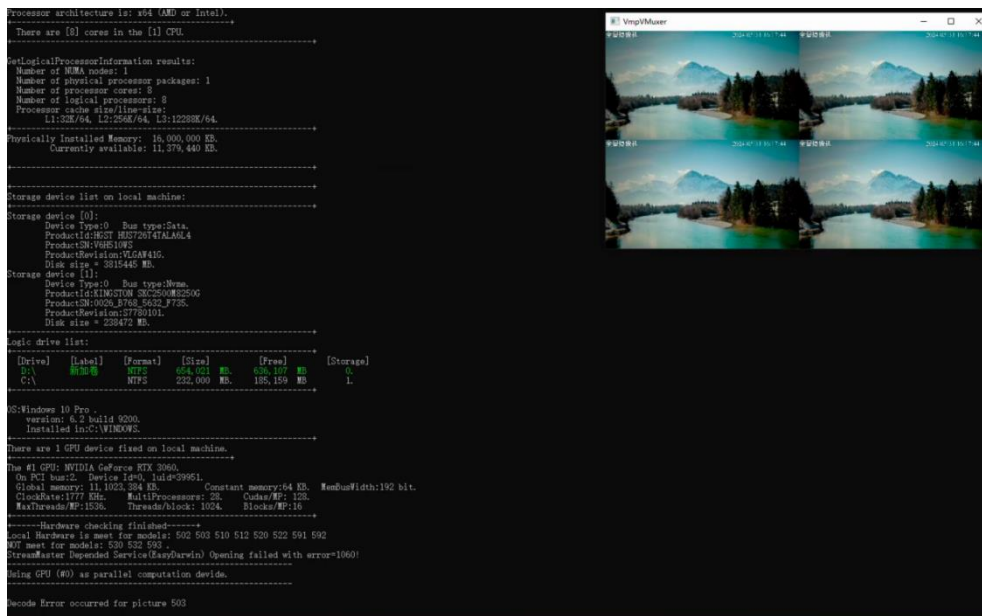 Processor architecture is: x64 (AMD or Intel).
There are [8] cores in the [1] CPU.
GetLogicalProcessorInformation results:
Number of NUMA nodes: 1
Number of physical processor packages: 1
Number of processor cores: 8
Number of logical processors: 8
Processor cache size/line-size:
L1:32K/64, L2:256K/64, L3:12288K/64.
Physically Installed Memory: 16,000,000 KB.
Currently available: 11,379,440 KB.
Storage device list on local machine:
Storage device [0]:
Device Type:0 Bus type:Sata.
ProductId:HGST HUS726T4TALA6L4
ProductSN:V6H510WS
ProductRevision:VLGAW41G.
Disk size = 3815445 MB.
Storage device [1]:
Device Type:0 Bus type:Nvme.
ProductId:KINGSTON SKC2500M8250G
ProductSN:0026_B768_5632_F735.
ProductRevision:S7780101.
Disk size = 238472 MB.
Logic drive list:
[Drive] [Label] [Format] [Size] [Free] [Storage]
D:\ 新加卷 NTFS 654,021 MB. 636,107 MB 0.
C:\ NTFS 232,000 MB. 185,159 MB 1.
OS:Windows 10 Pro .
version: 6.2 build 9200.
Installed in:C:\WINDOWS.
There are 1 GPU device fixed on local machine.
The #1 GPU: NVIDIA GeForce RTX 3060.
On PCI bus:2. Device Id=0, luid=39951.
Global memory: 11,1023,384 KB. Constant memory:64 KB. MemBusWidth:192 bit.
ClockRate:1777 KHz. MultiProcessors: 28. Cudas/MP: 128.
MaxThreads/MP:1536. Threads/block: 1024. Blocks/MP:16
+------Hardware checking finished------+
Local Hardware is meet for models: 502 503 510 512 520 522 591 592
NOT meet for models: 530 532 593 .
StreamMaster Depended Service(EasyDarwin) Opening failed with error=1060!
Using GPU (#0) as parallel computation devide.
Decode Error occurred for picture 503
VmpVMuxer